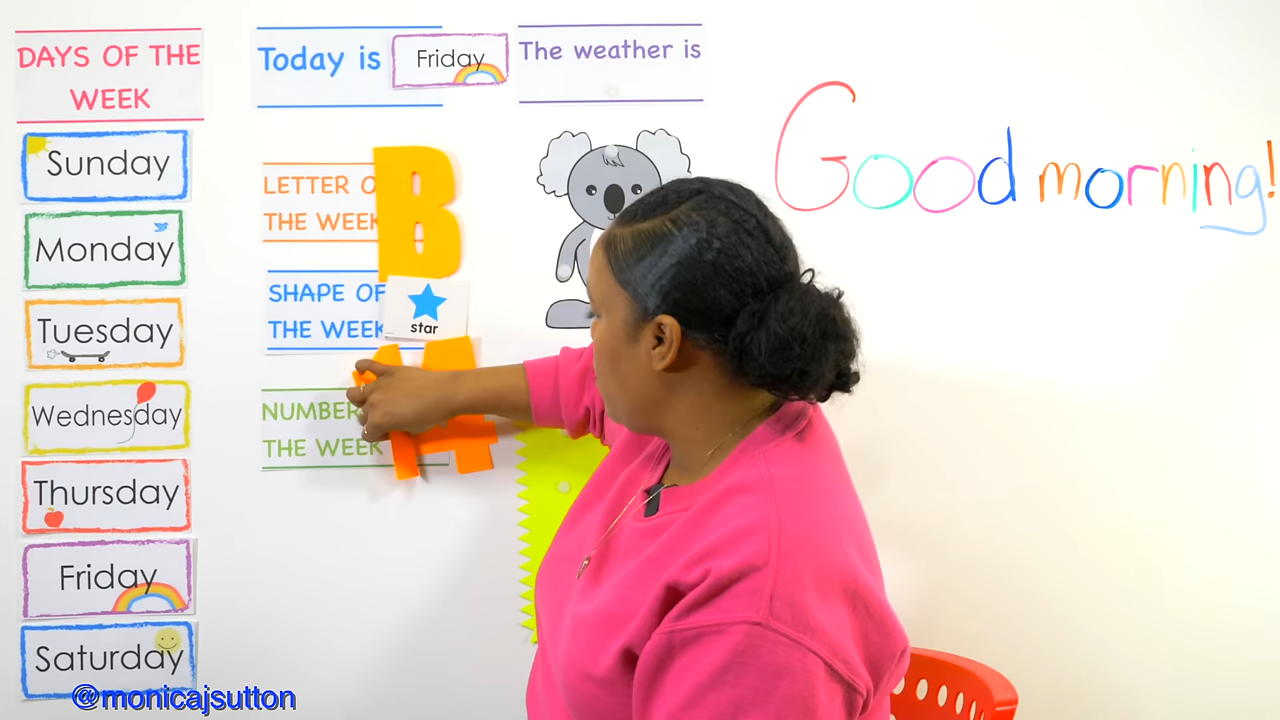 DAYS OF THE
WEEK
Sunday
Monday
Tuesday
Wednesday
Thursday
Friday
Saturday
Today is Friday
LETTER O
THE WEEK
B
SHAPE OF
THE WEEK
star
NUMBER
THE WEEK
The weather is
Good morning!
@monicajsutton